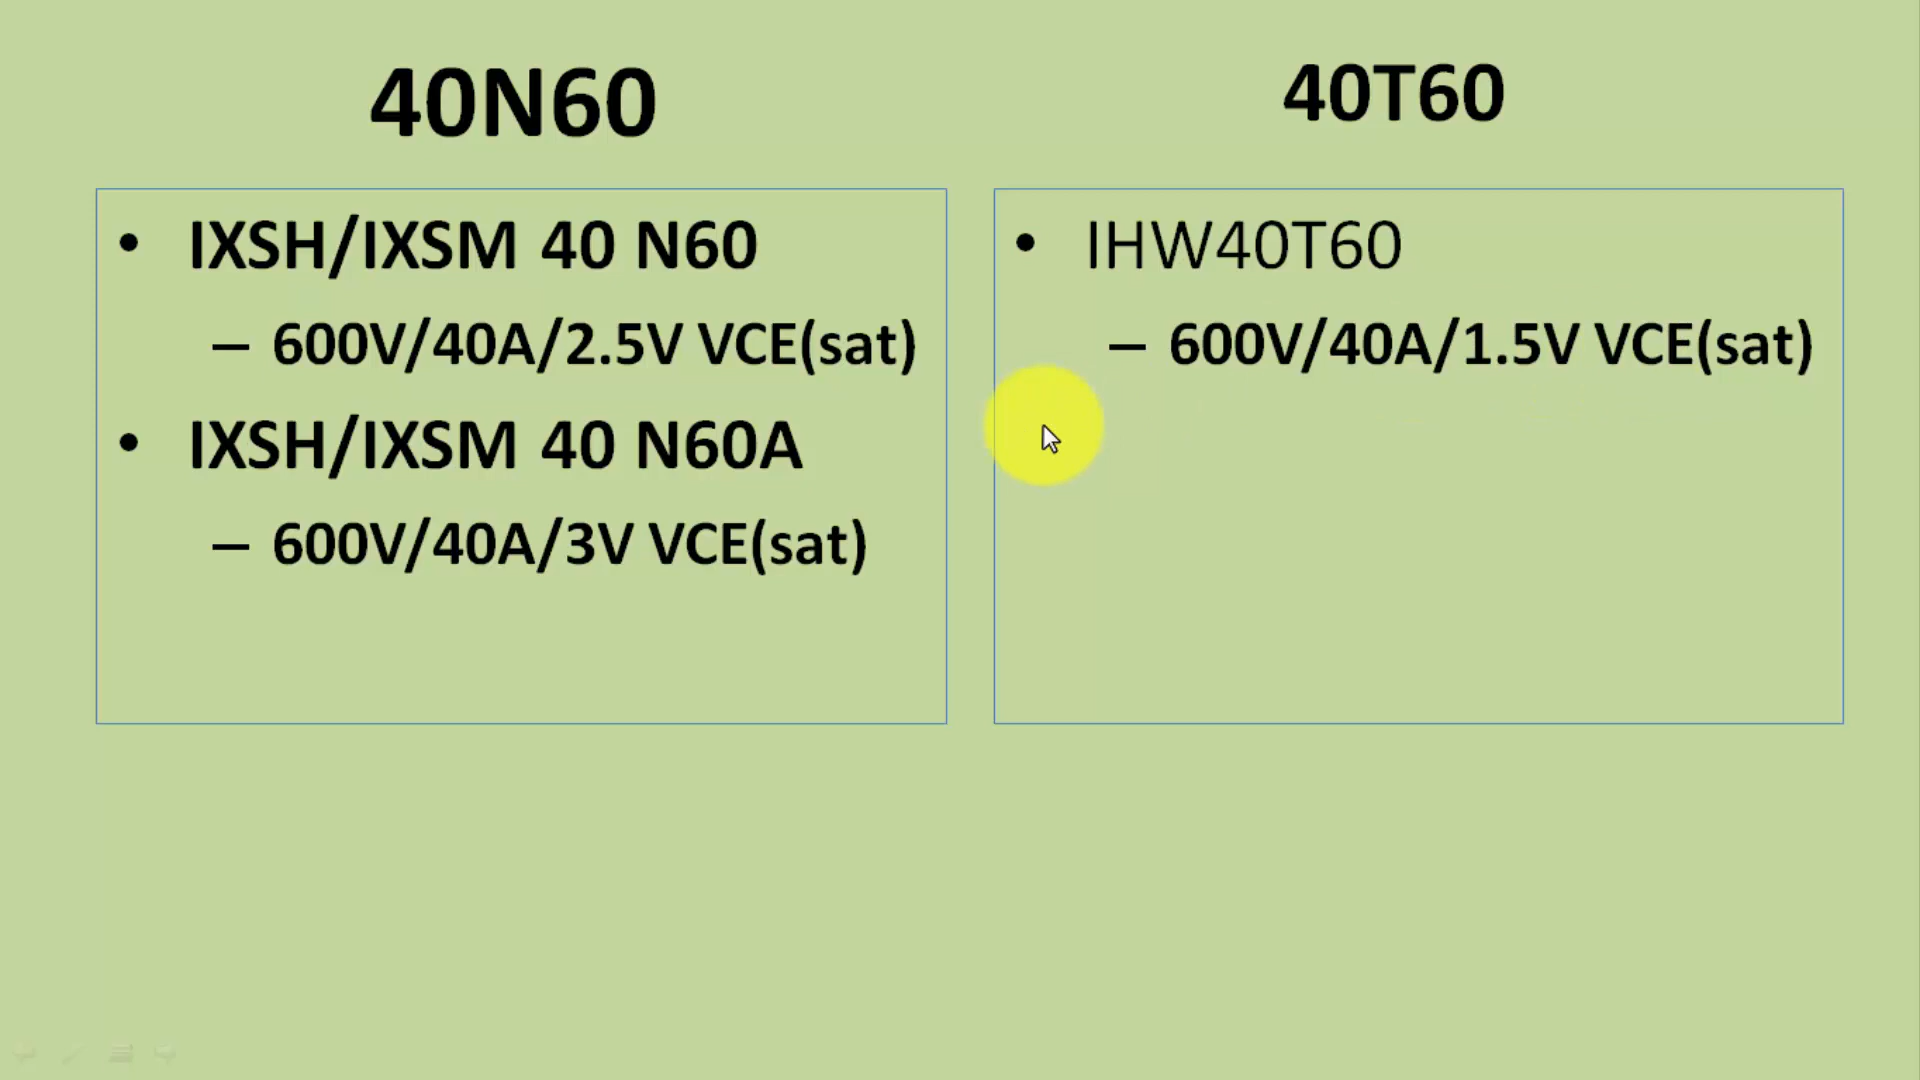 40N60
• IXSH/IXSM 40 N60
– 600V/40A/2.5V VCE(sat)
• IXSH/IXSM 40 N60A
– 600V/40A/3V VCE(sat)
40T60
• IHW40T60
– 600V/40A/1.5V VCE(sat)